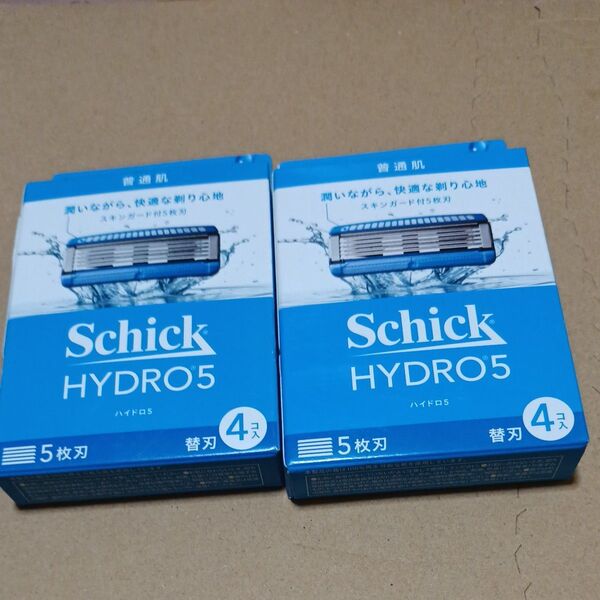 普通肌
潤いながら、快適な剃り心地
スキンガード付5枚刃
Schick
HYDRO5
ハイドロ5
5枚刃
替刃 4コ入
普通肌
潤いながら、快適な剃り心地
スキンガード付5枚刃
Schick
HYDRO5
ハイドロ5
5枚刃
替刃 4コ入